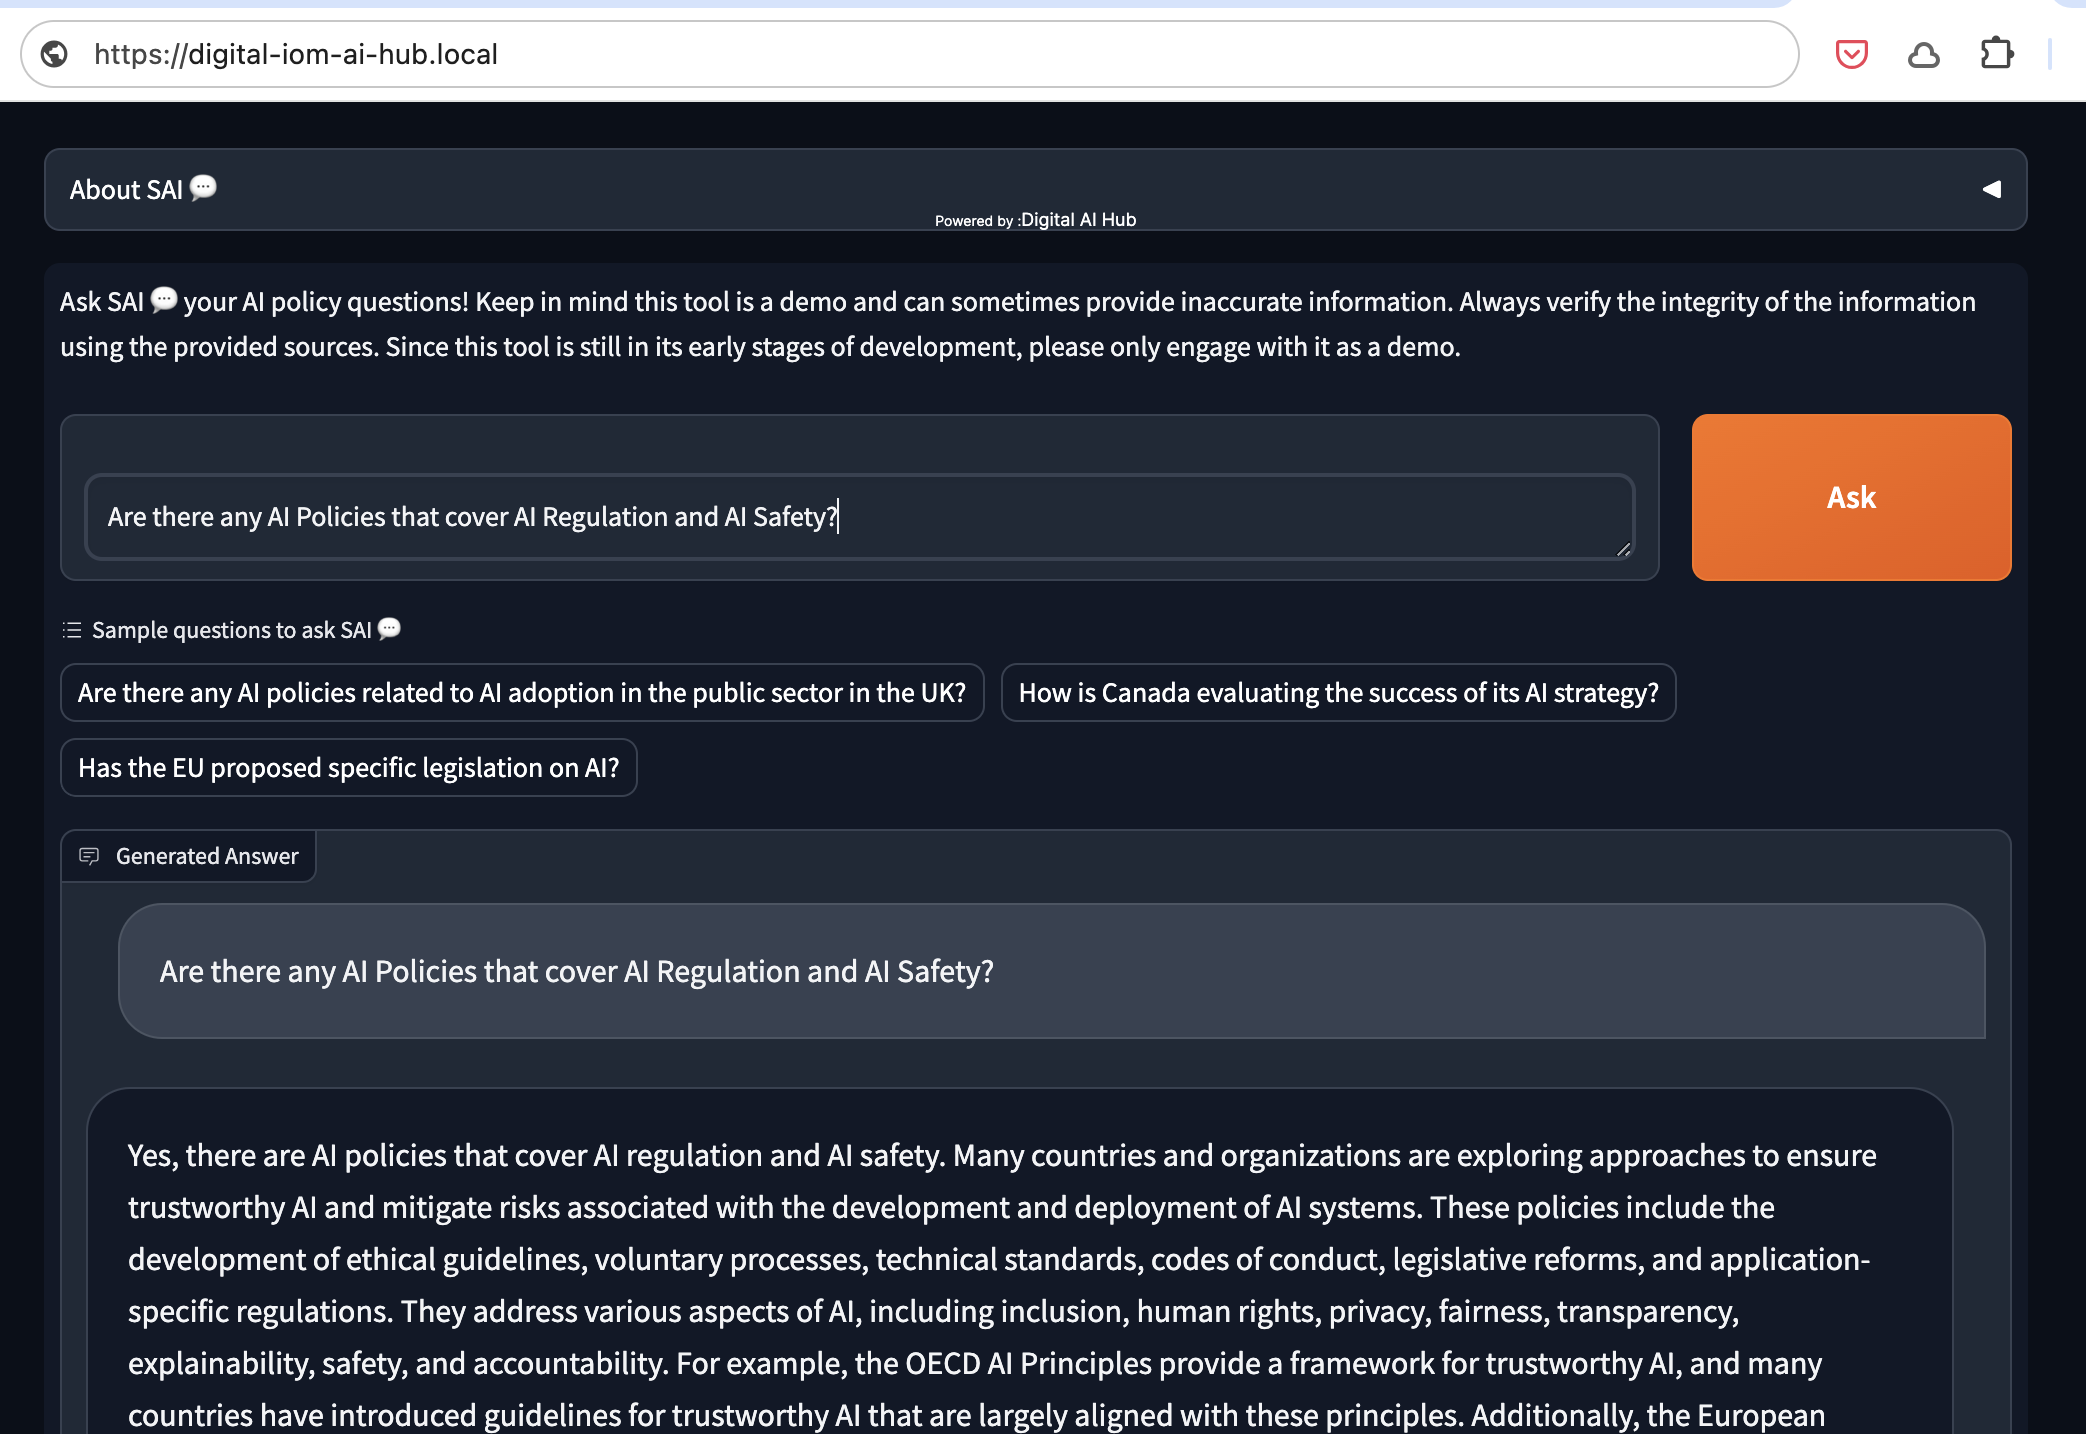 https://digital-iom-ai-hub.local
About SAI 💬
Powered by :Digital AI Hub
Ask SAI 💬 your AI policy questions! Keep in mind this tool is a demo and can sometimes provide inaccurate information. Always verify the integrity of the information
using the provided sources. Since this tool is still in its early stages of development, please only engage with it as a demo.
Are there any AI Policies that cover AI Regulation and AI Safety?
Ask
Sample questions to ask SAI 💬
Are there any AI policies related to AI adoption in the public sector in the UK?
How is Canada evaluating the success of its AI strategy?
Has the EU proposed specific legislation on AI?
Generated Answer
Are there any AI Policies that cover AI Regulation and AI Safety?
Yes, there are AI policies that cover AI regulation and AI safety. Many countries and organizations are exploring approaches to ensure
trustworthy AI and mitigate risks associated with the development and deployment of AI systems. These policies include the
development of ethical guidelines, voluntary processes, technical standards, codes of conduct, legislative reforms, and application-
specific regulations. They address various aspects of AI, including inclusion, human rights, privacy, fairness, transparency,
explainability, safety, and accountability. For example, the OECD AI Principles provide a framework for trustworthy AI, and many
countries have introduced guidelines for trustworthy AI that are largely aligned with these principles. Additionally, the European